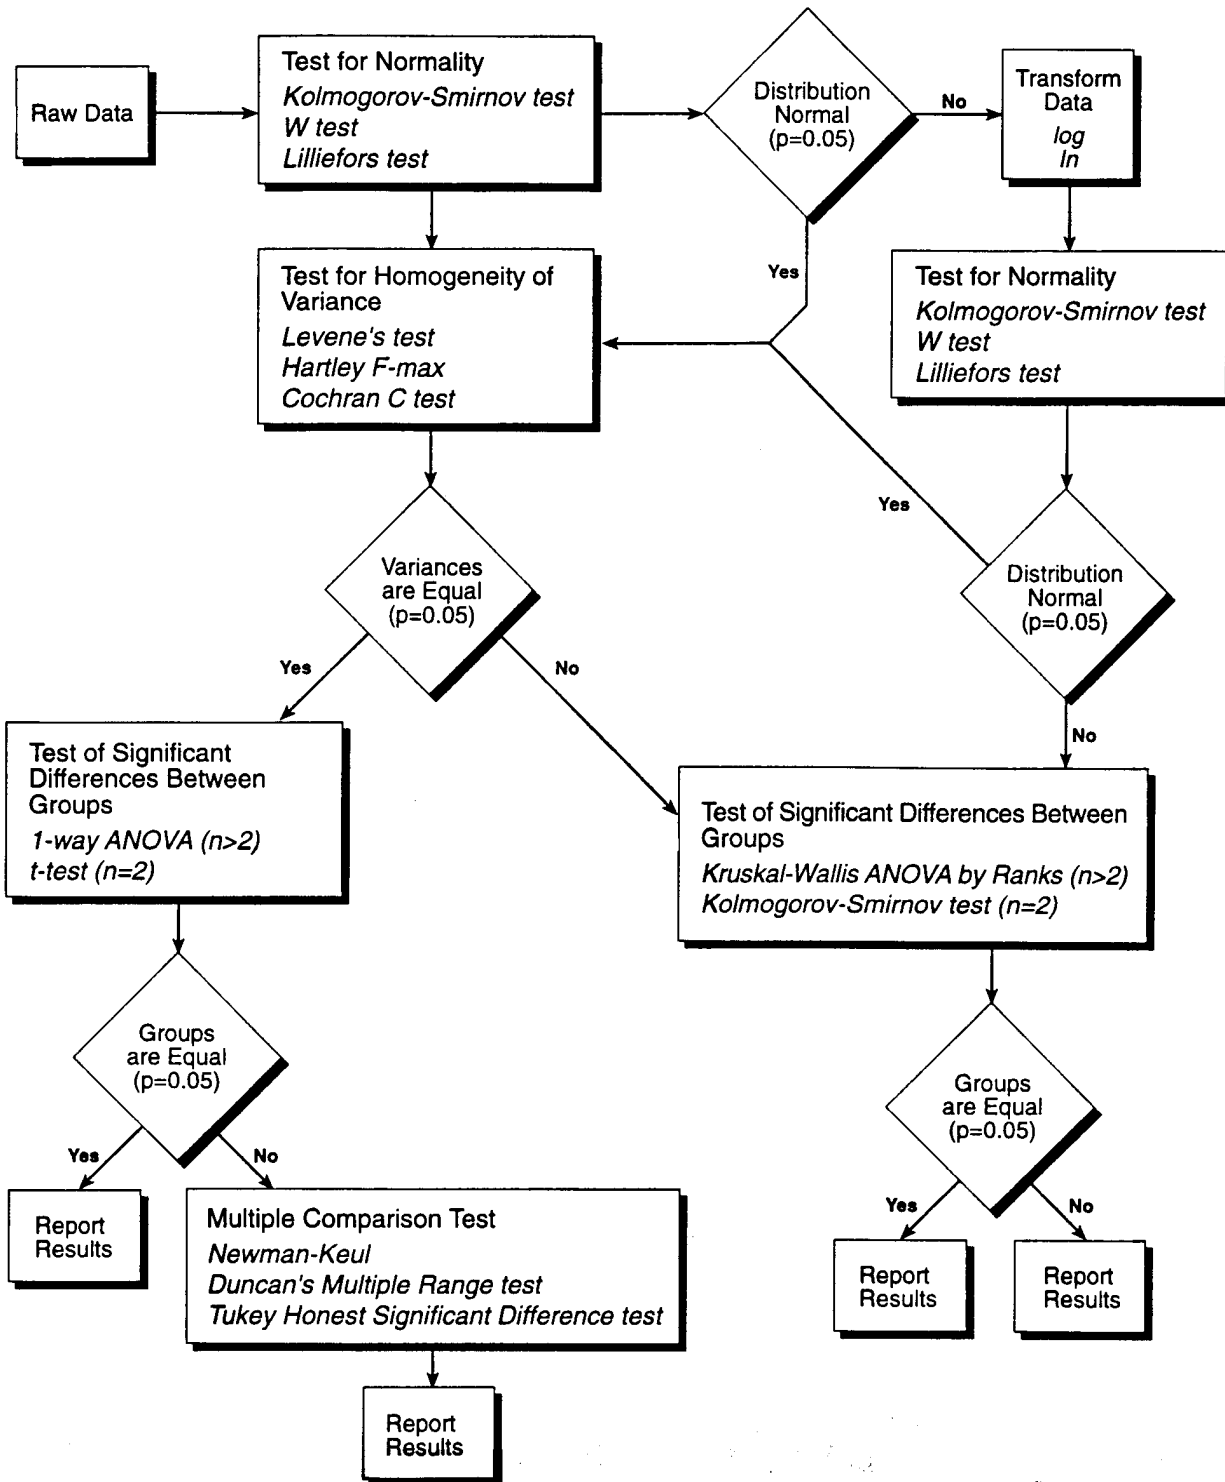 Raw Data
Test for Normality
Kolmogorov-Smirnov test
W test
Lilliefors test
Distribution
Normal
(p=0.05)
No
Transform
Data
log
ln
Yes
Test for Homogeneity of
Variance
Levene's test
Hartley F-max
Cochran C test
Test for Normality
Kolmogorov-Smirnov test
W test
Lilliefors test
Yes
Variances
are Equal
(p=0.05)
Distribution
Normal
(p=0.05)
Yes
No
No
Test of Significant
Differences Between
Groups
1-way ANOVA (n>2)
t-test (n=2)
Test of Significant Differences Between
Groups
Kruskal-Wallis ANOVA by Ranks (n>2)
Kolmogorov-Smirnov test (n=2)
Groups
are Equal
(p=0.05)
Groups
are Equal
(p=0.05)
Yes
No
Report
Results
Multiple Comparison Test
Newman-Keul
Duncan's Multiple Range test
Tukey Honest Significant Difference test
Yes
No
Report
Results
Report
Results
Report
Results